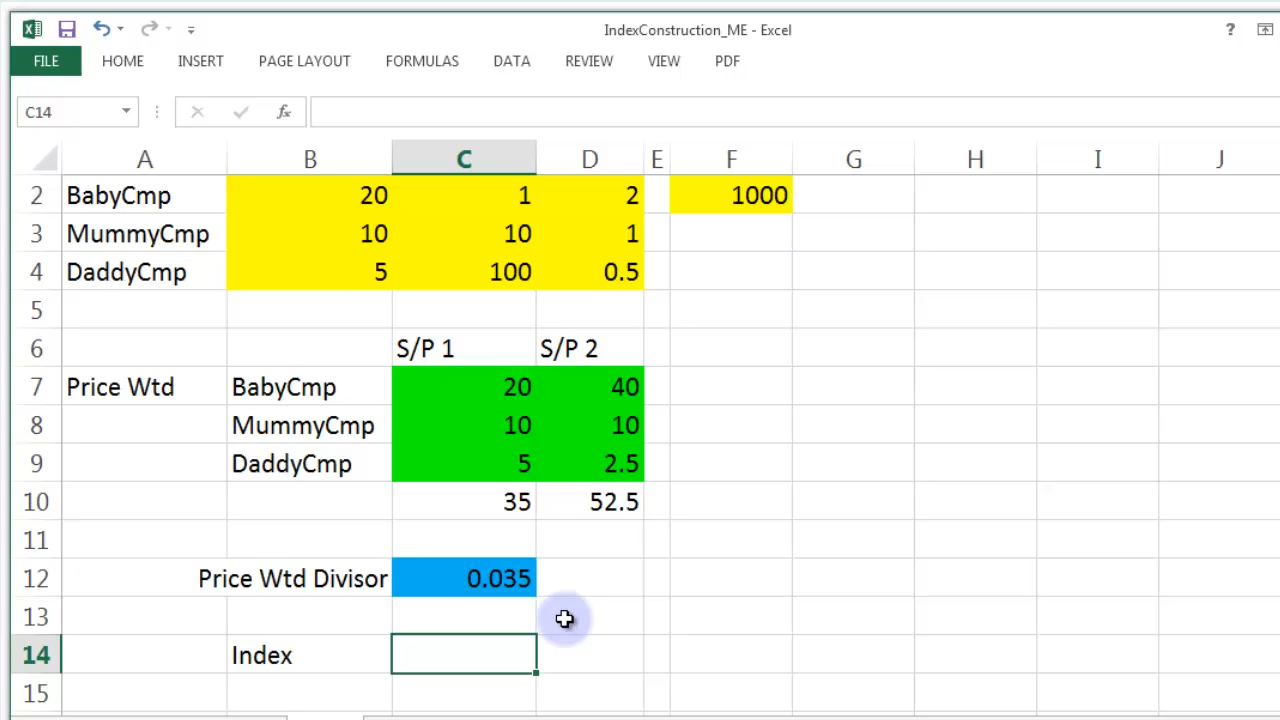 IndexConstruction_ME - Excel
?
FILE HOME INSERT PAGE LAYOUT FORMULAS DATA REVIEW VIEW PDF
C14 fx
A B C D E F G H I J
2 BabyCmp 20 1 2 1000
3 MummyCmp 10 10 1
4 DaddyCmp 5 100 0.5
5
6 S/P 1 S/P 2
7 Price Wtd BabyCmp 20 40
8 MummyCmp 10 10
9 DaddyCmp 5 2.5
10 35 52.5
11
12 Price Wtd Divisor 0.035
13
14 Index
15